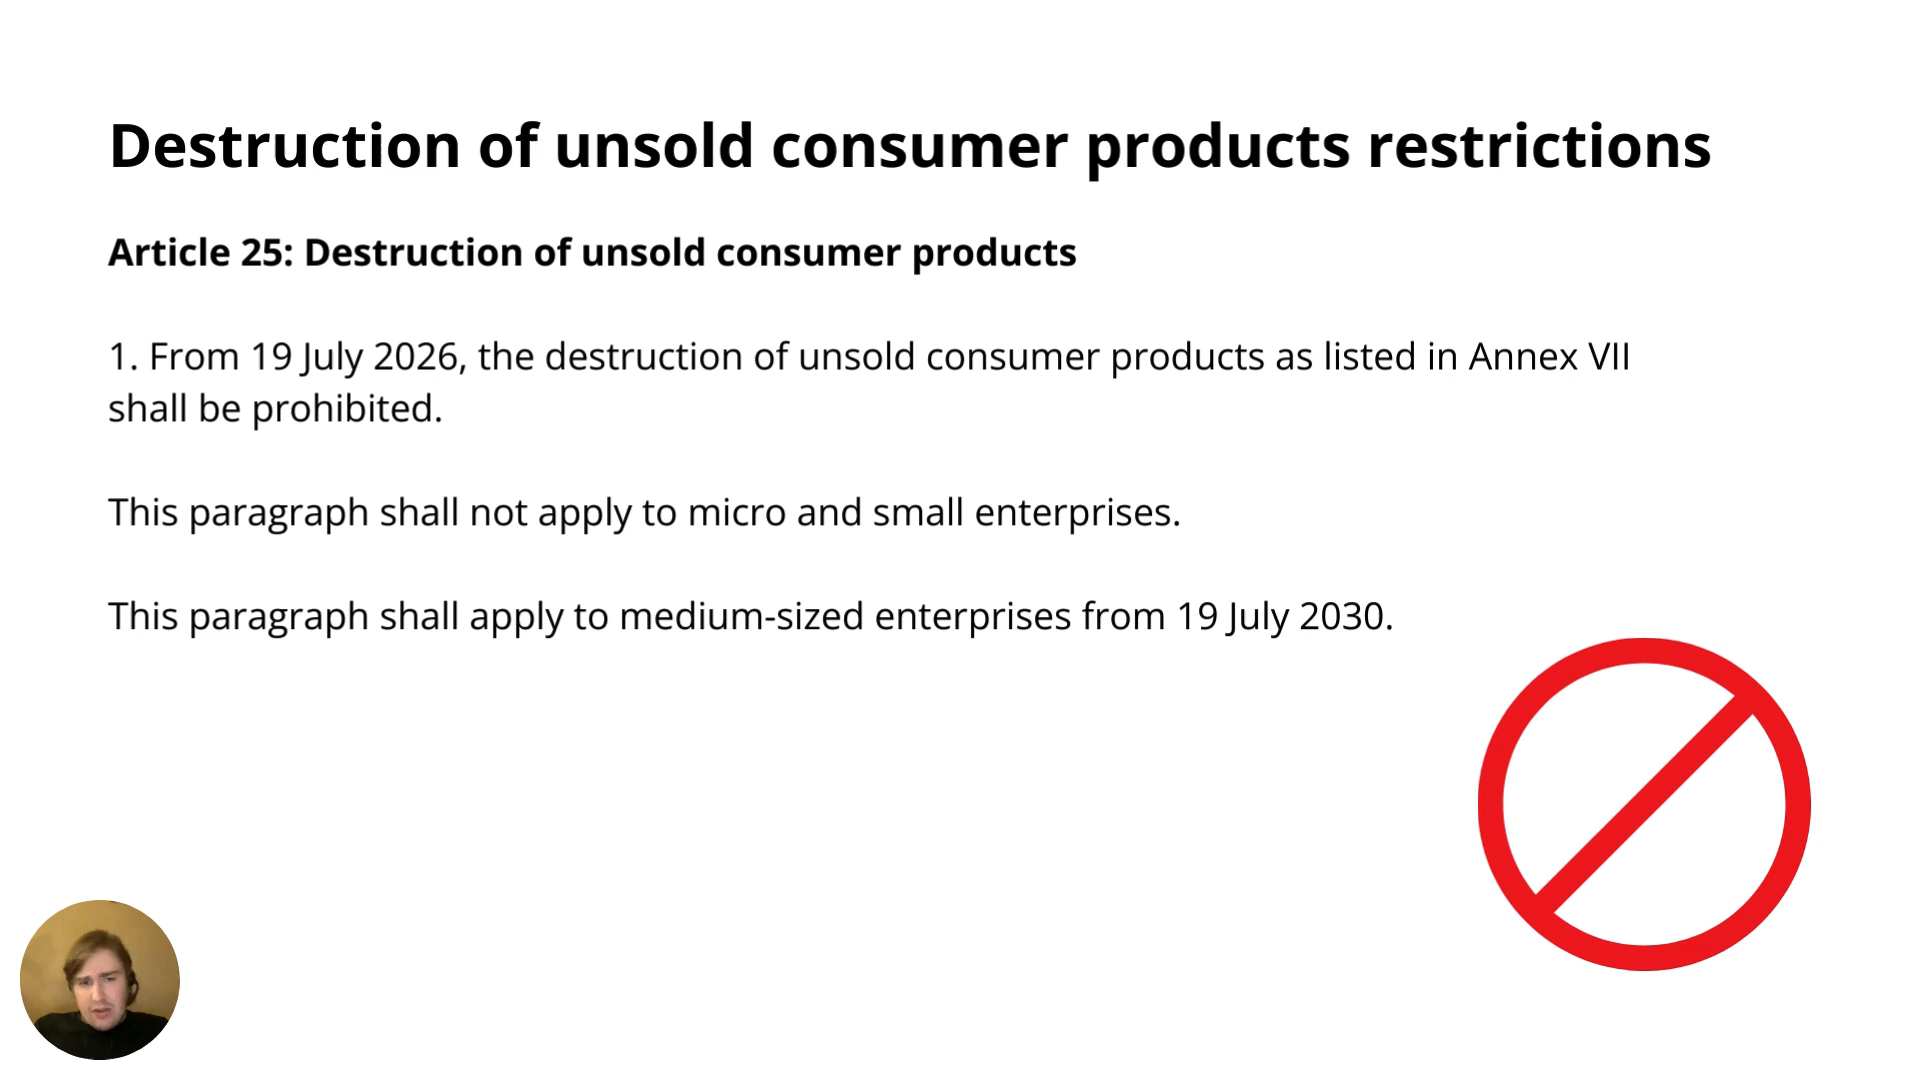 Destruction of unsold consumer products restrictions
Article 25: Destruction of unsold consumer products
1. From 19 July 2026, the destruction of unsold consumer products as listed in Annex VII
shall be prohibited.
This paragraph shall not apply to micro and small enterprises.
This paragraph shall apply to medium-sized enterprises from 19 July 2030.